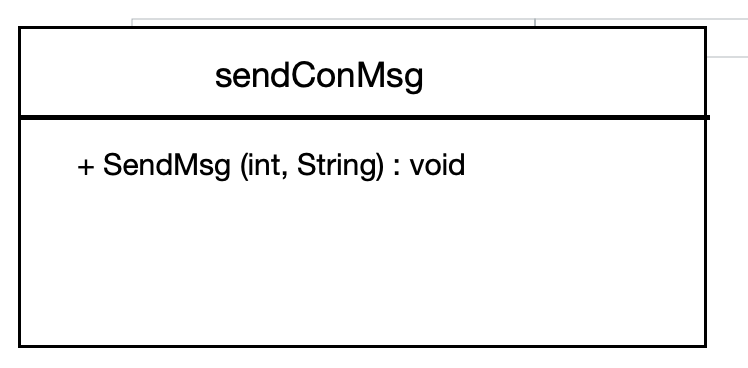 sendConMsg
+ SendMsg (int, String) : void